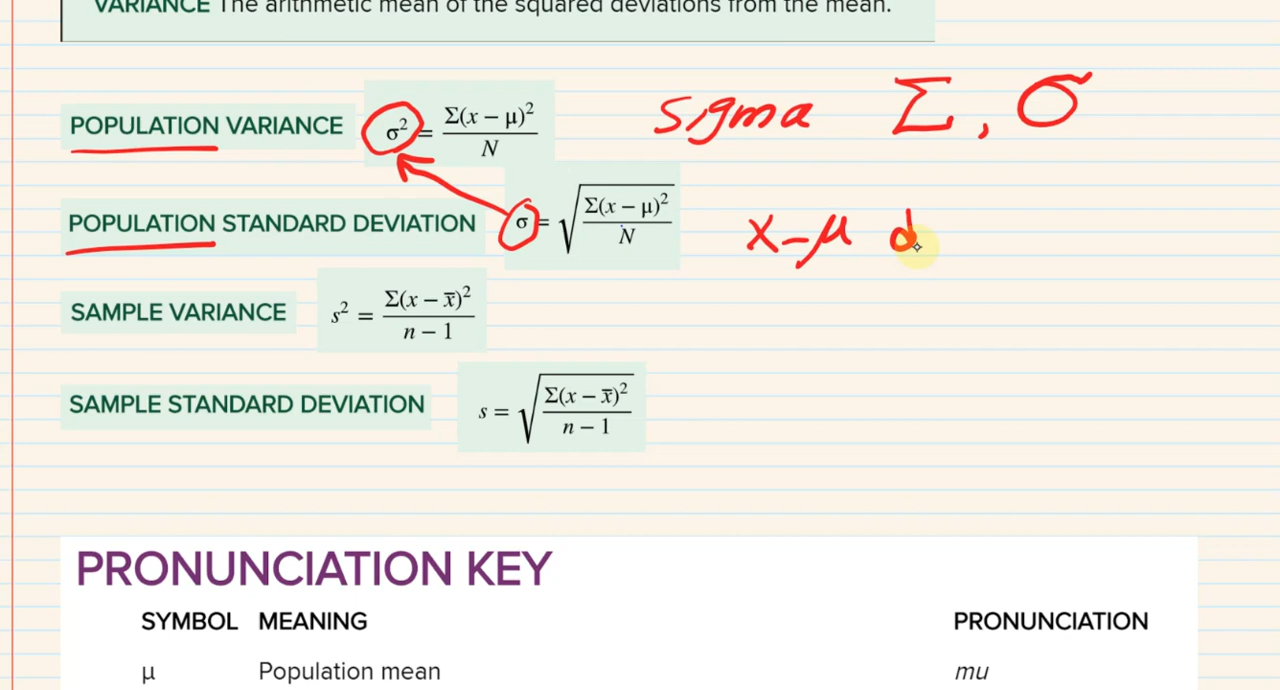 VARIANCE The arithmetic mean of the squared deviations from the mean.
POPULATION VARIANCE σ² = Σ(x – μ)² / N
sigma Σ, σ
POPULATION STANDARD DEVIATION σ = √(Σ(x – μ)² / N)
x-μ d
SAMPLE VARIANCE s² = Σ(x – x̅)² / n – 1
SAMPLE STANDARD DEVIATION s = √(Σ(x – x̅)² / n – 1)
PRONUNCIATION KEY
SYMBOL MEANING PRONUNCIATION
μ Population mean mu